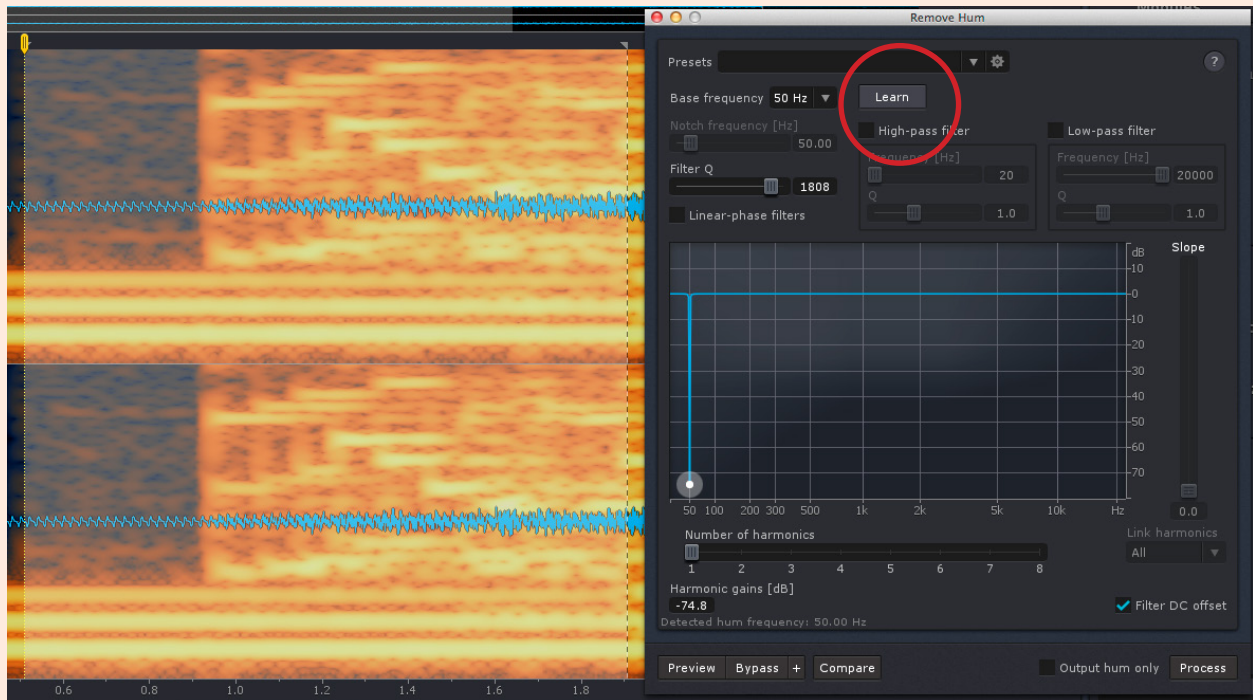 Remove Hum
Presets
?
Base frequency 50 Hz
Learn
Notch frequency [Hz]
50.00
High-pass filter
Low-pass filter
Frequency [Hz]
20
Frequency [Hz]
20000
Filter Q
1808
Q
1.0
Q
1.0
Linear-phase filters
Slope
dB
-10
-0
-10
-20
-30
-40
-50
-60
-70
50 100 200 300 500 1k 2k 5k 10k Hz
0.0
Number of harmonics
1 2 3 4 5 6 7 8
Link harmonics
All
Harmonic gains [dB]
-74.8
Filter DC offset
Detected hum frequency: 50.00 Hz
Preview Bypass + Compare
Output hum only Process
0.6 0.8 1.0 1.2 1.4 1.6 1.8